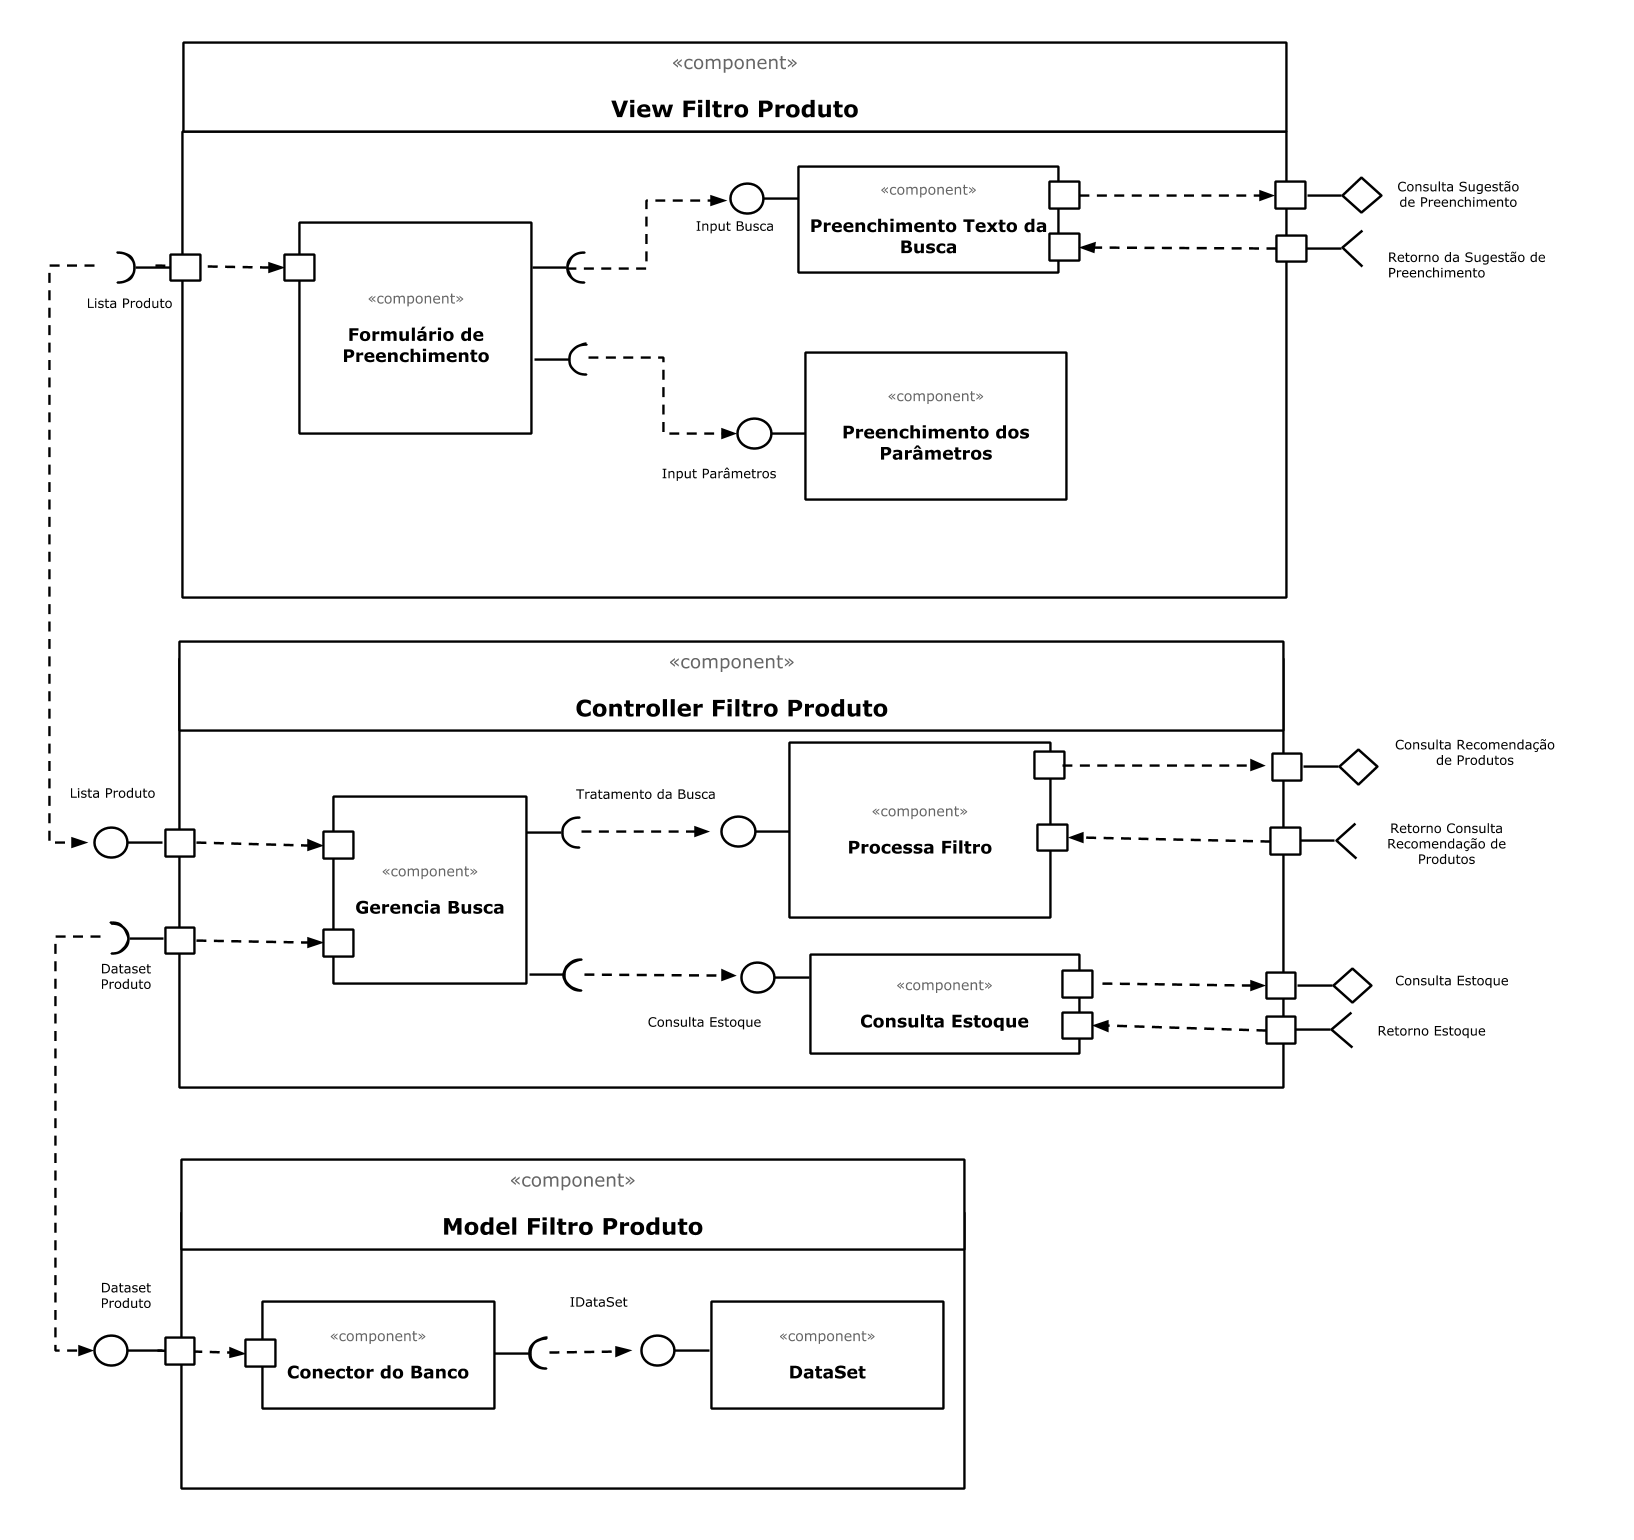 «component»
View Filtro Produto
«component»
Preenchimento Texto da
Busca
Input Busca
Consulta Sugestão
de Preenchimento
Retorno da Sugestão de
Preenchimento
Lista Produto
«component»
Formulário de
Preenchimento
«component»
Preenchimento dos
Parâmetros
Input Parâmetros
«component»
Controller Filtro Produto
Consulta Recomendação
de Produtos
Lista Produto
Tratamento da Busca
«component»
Processa Filtro
Retorno Consulta
Recomendação de
Produtos
«component»
Gerencia Busca
Dataset
Produto
Consulta Estoque
«component»
Consulta Estoque
Consulta Estoque
Retorno Estoque
«component»
Model Filtro Produto
Dataset
Produto
«component»
Conector do Banco
IDataSet
«component»
DataSet